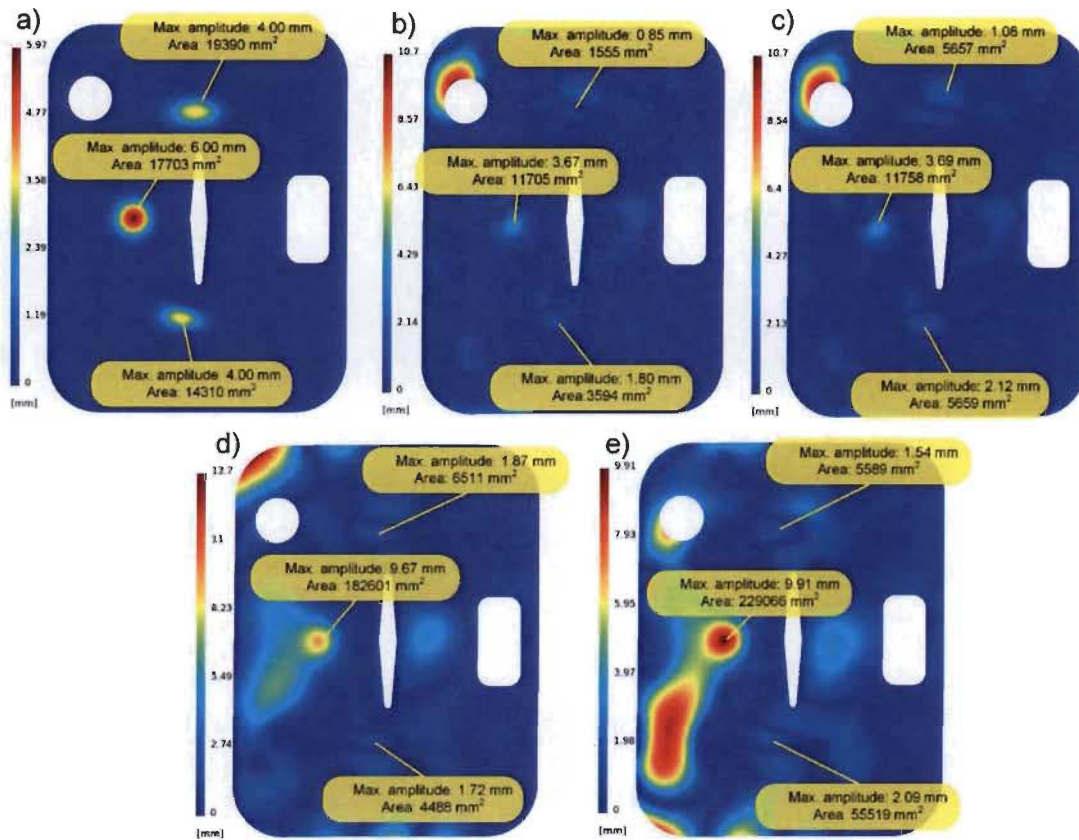 a)
Max. amplitude: 4.00 mm
Area: 19390 mm²
5.97
4.77
Max. amplitude: 6.00 mm
Area: 17703 mm²
3.58
2.39
1.19
Max. amplitude: 4.00 mm
Area: 14310 mm²
0
[mm]
b)
Max. amplitude: 0.85 mm
Area: 1555 mm²
10.7
8.57
Max. amplitude: 3.67 mm
Area: 11705 mm²
6.43
4.29
2.14
Max. amplitude: 1.80 mm
Area:3594 mm²
0
[mm]
c)
Max. amplitude: 1.06 mm
Area: 5657 mm²
10.7
8.54
Max. amplitude: 3.69 mm
Area: 11758 mm²
6.4
4.27
2.13
Max. amplitude: 2.12 mm
Area: 5659 mm²
0
[mm]
d)
Max. amplitude: 1.87 mm
Area: 6511 mm²
Max. amplitude: 9.67 mm
Area: 182601 mm²
8.23
5.49
2.74
Max. amplitude: 1.72 mm
Area: 4488 mm²
0
[mm]
e)
Max. amplitude: 1.54 mm
Area: 5589 mm²
9.91
7.93
Max. amplitude: 9.91 mm
Area: 229066 mm²
5.95
3.97
1.98
Max. amplitude: 2.09 mm
Area: 55519 mm²
0
[mm]